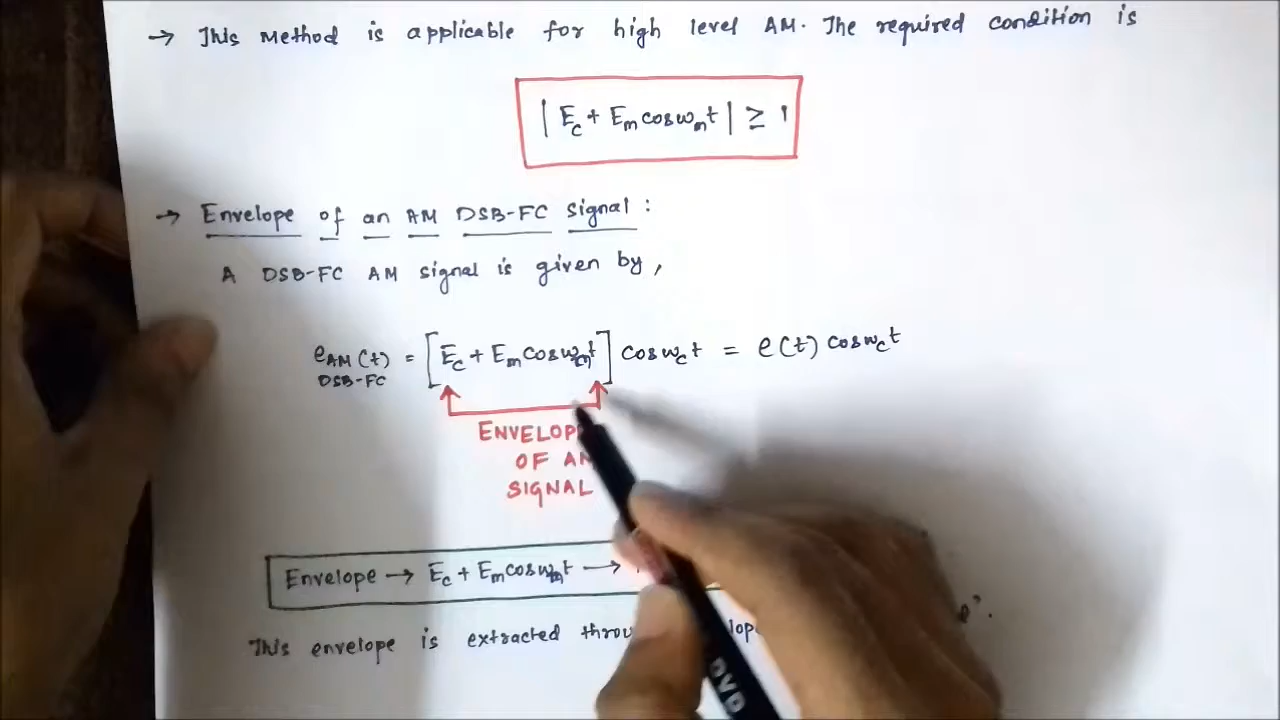 → This method is applicable for high level AM. The required condition is
| Ec + Em cosωmt | ≥ 1
→ Envelope of an AM DSB-FC signal :
A DSB-FC AM signal is given by,
eAM(t) = [Ec + Em cosωmt] cosωct = e(t) cosωct
DSB-FC
ENVELOP
OF AN
SIGNAL
Envelope → Ec + Em cosωmt →
This envelope is extracted
DVD